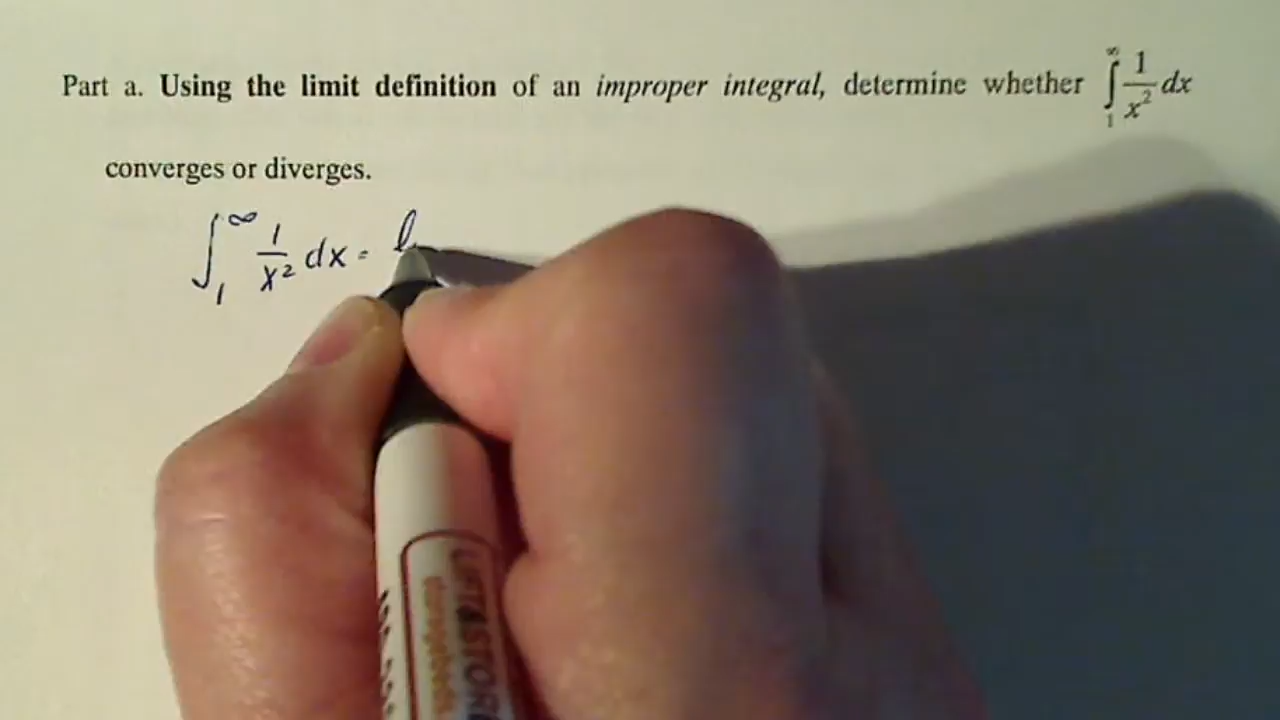 Part a. Using the limit definition of an improper integral, determine whether ∫₁^∞ 1/x² dx
converges or diverges.
∫₁^∞ 1/x² dx = l